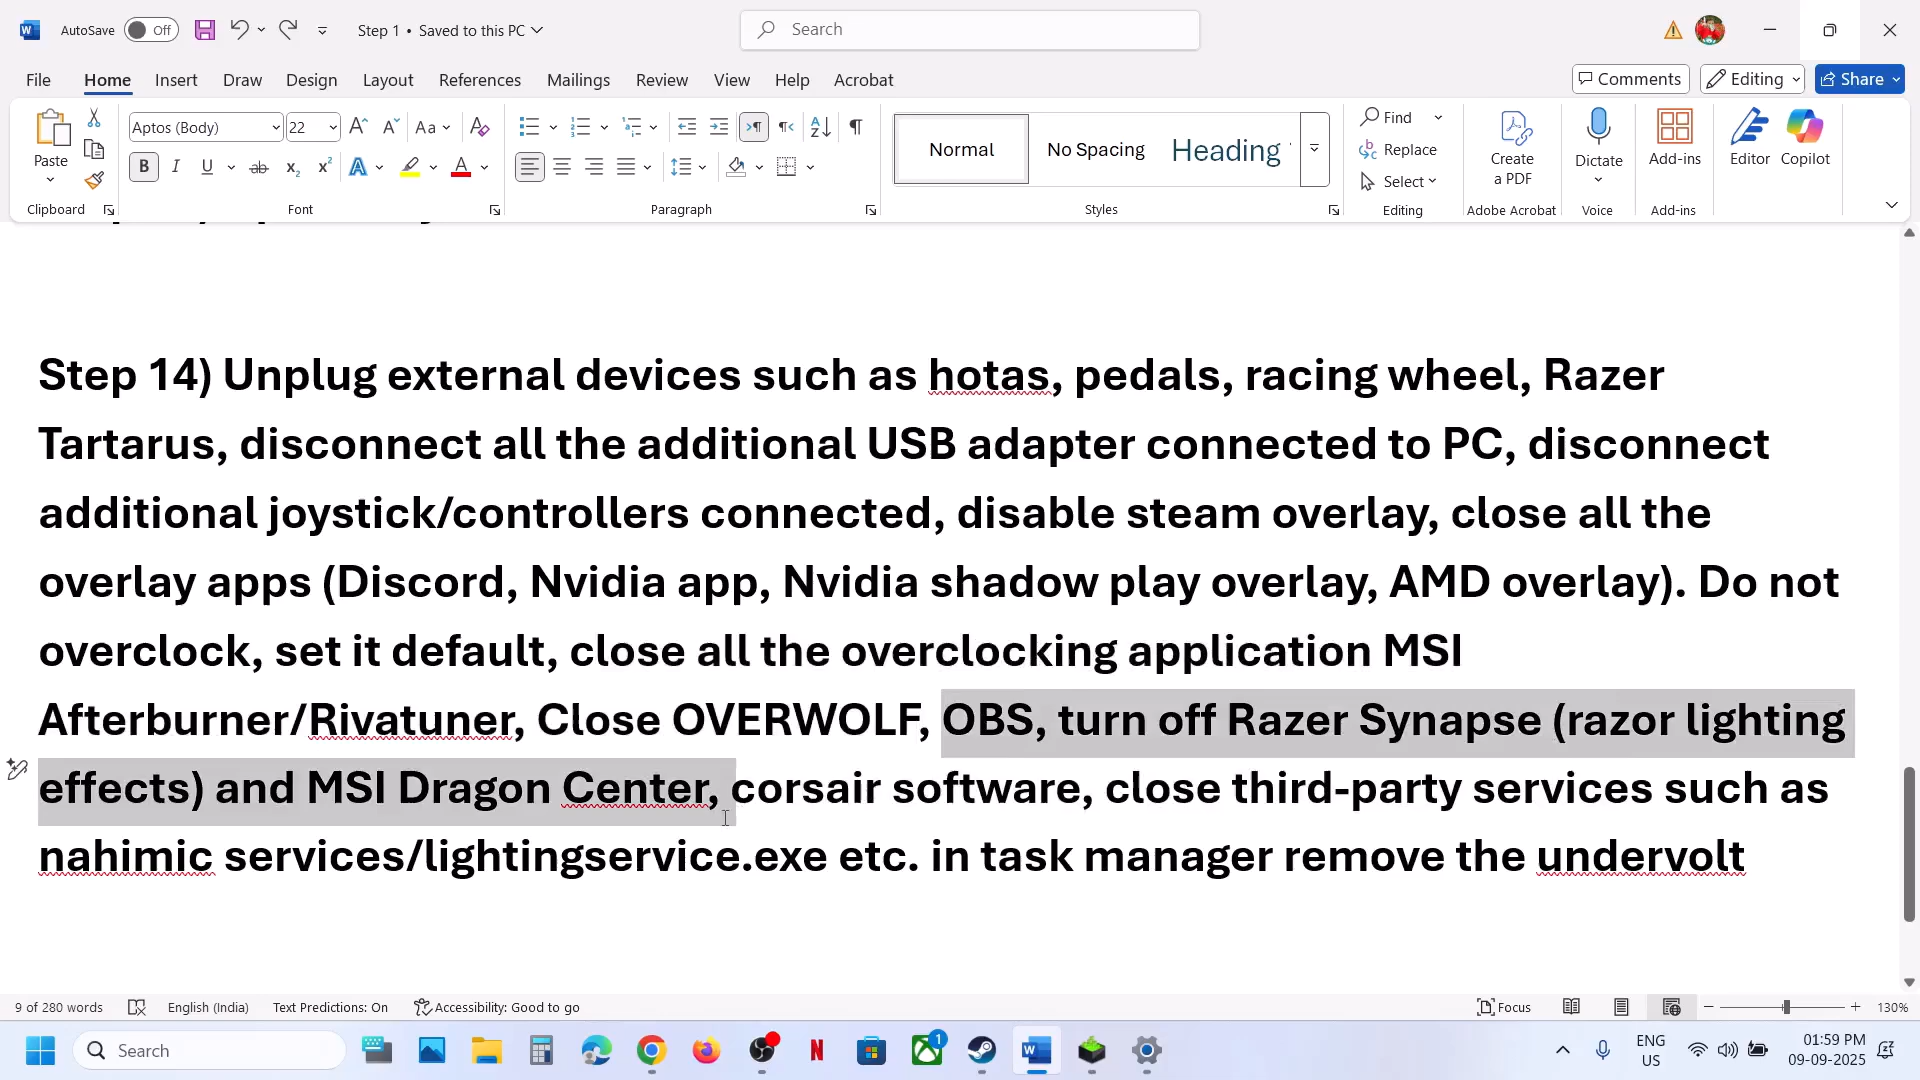 AutoSave Off Step 1 • Saved to this PC Search
File Home Insert Draw Design Layout References Mailings Review View Help Acrobat Comments Editing Share
Paste Aptos (Body) 22 Aa Normal No Spacing Heading Find Replace Select Create a PDF Dictate Add-ins Editor Copilot
Clipboard Font Paragraph Styles Editing Adobe Acrobat Voice Add-ins
Step 14) Unplug external devices such as hotas, pedals, racing wheel, Razer
Tartarus, disconnect all the additional USB adapter connected to PC, disconnect
additional joystick/controllers connected, disable steam overlay, close all the
overlay apps (Discord, Nvidia app, Nvidia shadow play overlay, AMD overlay). Do not
overclock, set it default, close all the overclocking application MSI
Afterburner/Rivatuner, Close OVERWOLF, OBS, turn off Razer Synapse (razor lighting
effects) and MSI Dragon Center, corsair software, close third-party services such as
nahimic services/lightingservice.exe etc. in task manager remove the undervolt
9 of 280 words English (India) Text Predictions: On Accessibility: Good to go Focus 130%
Search 1 ENG US 01:59 PM 09-09-2025